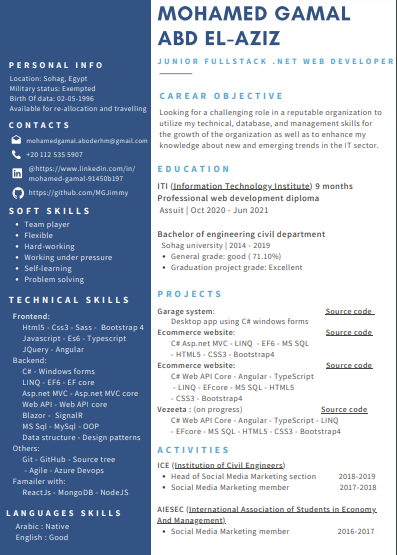 MOHAMED GAMAL
ABD EL-AZIZ
JUNIOR FULLSTACK .NET WEB DEVELOPER
PERSONAL INFO
Location: Sohag, Egypt
Military status: Exempted
Birth Of data: 02-05-1996
Available for re-allocation and travelling
CONTACTS
mohamedgamal.aboderhm@gmail.com
+20 112 535 5907
@https://www.linkedin.com/in/
mohamed-gamal-91450b197
https://github.com/MGJimmy
SOFT SKILLS
• Team player
• Flexible
• Hard-working
• Working under pressure
• Self-learning
• Problem solving
TECHNICAL SKILLS
Frontend:
Html5 - Css3 - Sass - Bootstrap 4
Javascript - Es6 - Typescript
JQuery - Angular
Backend:
C# - Windows forms
LINQ - EF6 - EF core
Asp.net MVC - Asp.net MVC core
Web API - Web API core
Blazor - SignalR
MS Sql - MySql - OOP
Data structure - Design patterns
Others:
Git - GitHub - Source tree
- Agile - Azure Devops
Familer with:
ReactJs - MongoDB - NodeJS
LANGUAGES SKILLS
Arabic : Native
English : Good
CAREAR OBJECTIVE
Looking for a challenging role in a reputable organization to
utilize my technical, database, and management skills for
the growth of the organization as well as to enhance my
knowledge about new and emerging trends in the IT sector.
EDUCATION
ITI (Information Technology Institute) 9 months
Professional web development diploma
Assuit | Oct 2020 - Jun 2021
Bachelor of engineering civil department
Sohag university | 2014 - 2019
• General grade: good ( 71.10%)
• Graduation project grade: Excellent
PROJECTS
Garage system: Source code
Desktop app using C# windows forms
Ecommerce website: Source code
C# Asp.net MVC - LINQ - EF6 - MS SQL
- HTML5 - CSS3 - Bootstrap4
Ecommerce website: Source code
C# Web API Core - Angular - TypeScript
- LINQ - EFcore - MS SQL - HTML5
- CSS3 - Bootstrap4
Vezeeta : (on progress) Source code
C# Web API Core - Angular - TypeScript - LINQ
- EFcore - MS SQL - HTML5 - CSS3 - Bootstrap4
ACTIVITIES
ICE (Institution of Civil Engineers)
• Head of Social Media Marketing section 2018-2019
• Social Media Marketing member 2017-2018
AIESEC (International Association of Students in Economy
And Management)
• Social Media Marketing member 2016-2017